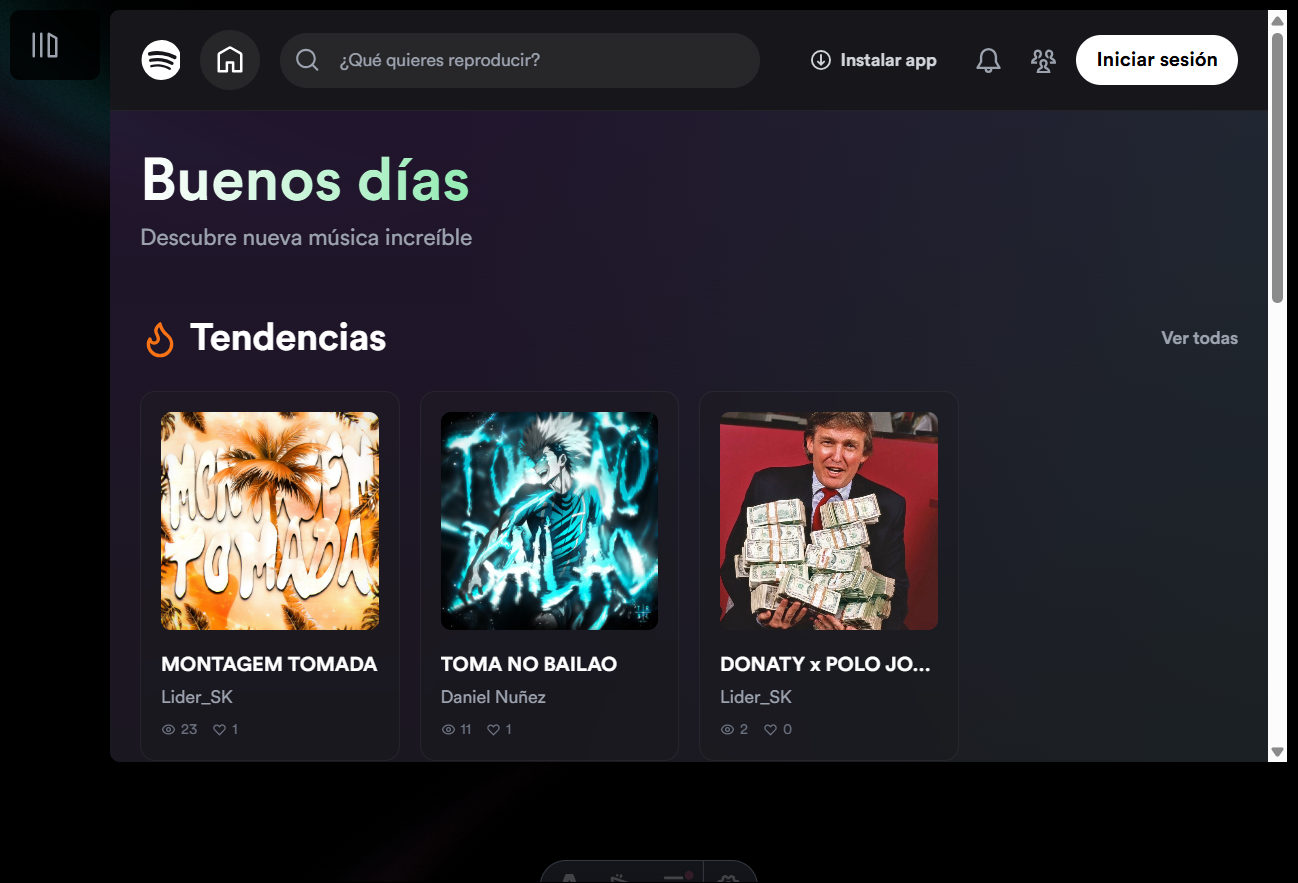 ¿Qué quieres reproducir?
Instalar app
Iniciar sesión
Buenos días
Descubre nueva música increíble
Tendencias
Ver todas
MONTAGEM
TOMADA
TOMA NO
BAILAO
MONTAGEM TOMADA
TOMA NO BAILAO
DONATY x POLO JO...
Lider_SK
Daniel Nuñez
Lider_SK
23 1
11 1
2 0